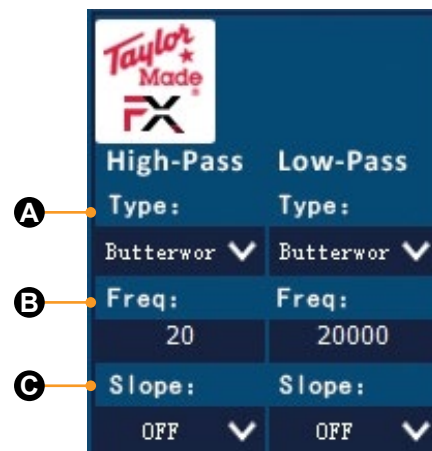 Taylor
Made
FX
High-Pass Low-Pass
A Type: Type:
Butterwor Butterwor
B Freq: Freq:
20 20000
C Slope: Slope:
OFF OFF